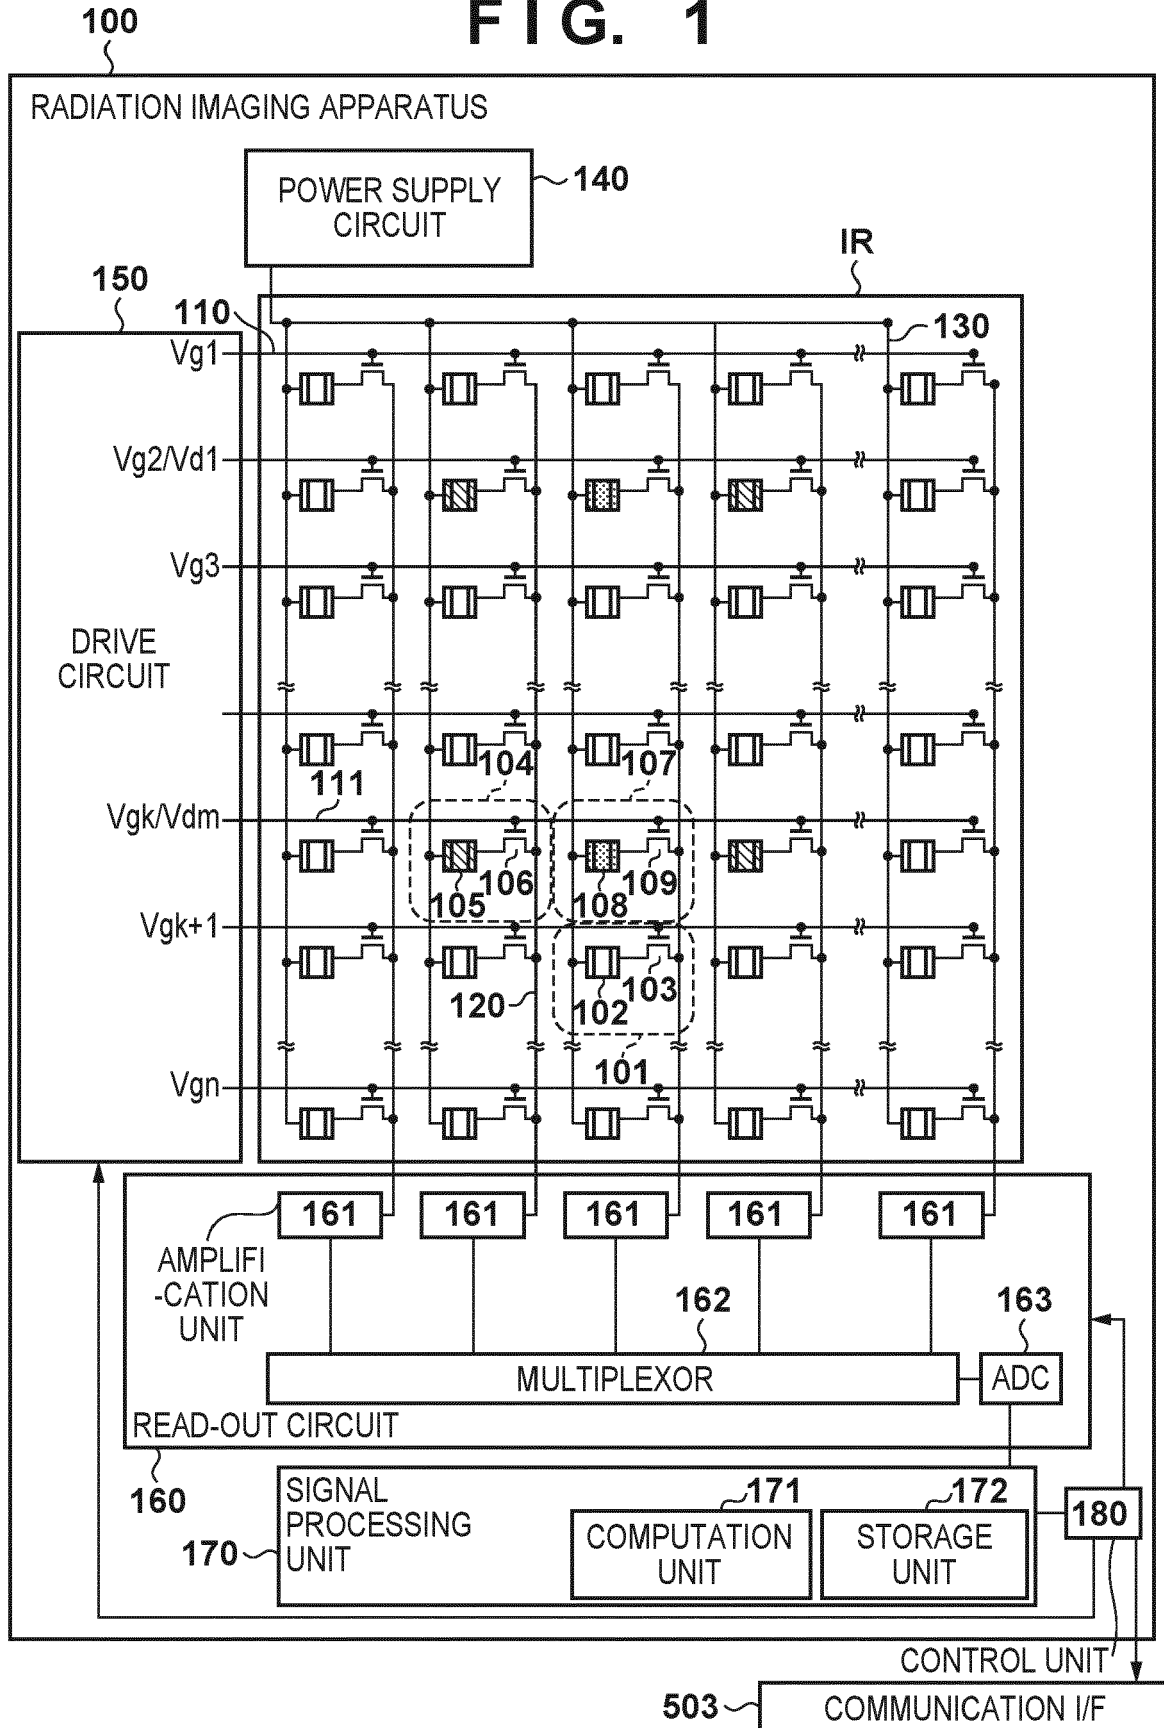 FIG. 1
100
RADIATION IMAGING APPARATUS
POWER SUPPLY
CIRCUIT
140
IR
150
110
130
Vg1
Vg2/Vd1
Vg3
DRIVE
CIRCUIT
104
107
111
Vgk/Vdm
105
106
108
109
Vgk+1
120
102
103
101
Vgn
161
161
161
161
161
AMPLIFI
-CATION
UNIT
162
163
MULTIPLEXOR
ADC
READ-OUT CIRCUIT
160
SIGNAL
PROCESSING
UNIT
170
171
COMPUTATION
UNIT
172
STORAGE
UNIT
180
CONTROL UNIT
503
COMMUNICATION I/F